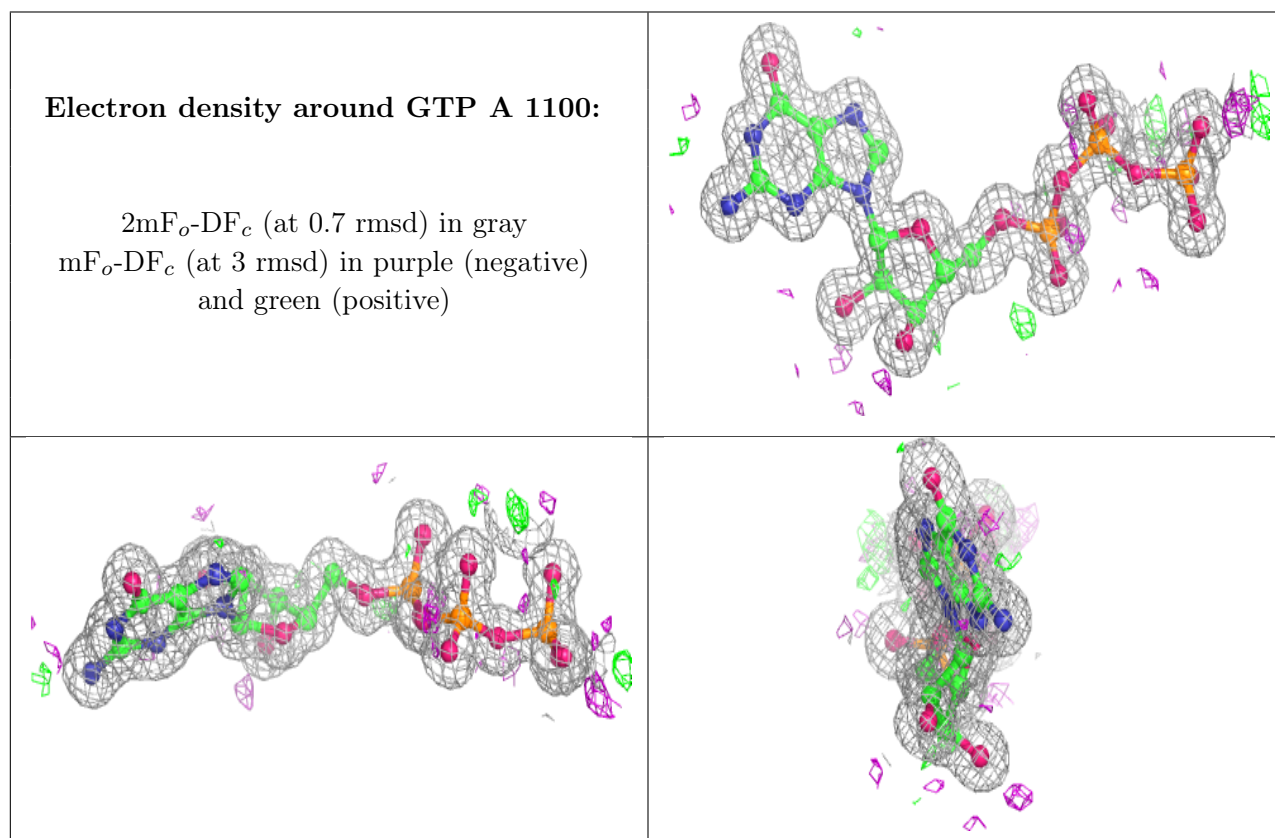 Electron density around GTP A 1100:
2mFₒ-DF𝒸 (at 0.7 rmsd) in gray
mFₒ-DF𝒸 (at 3 rmsd) in purple (negative)
and green (positive)